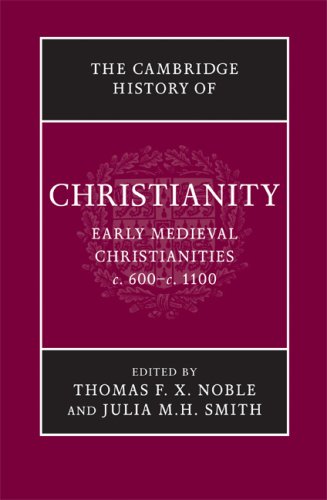 THE CAMBRIDGE
HISTORY OF
CHRISTIANITY
EARLY MEDIEVAL
CHRISTIANITIES
c. 600–c. 1100
EDITED BY
THOMAS F. X. NOBLE
AND JULIA M.H. SMITH